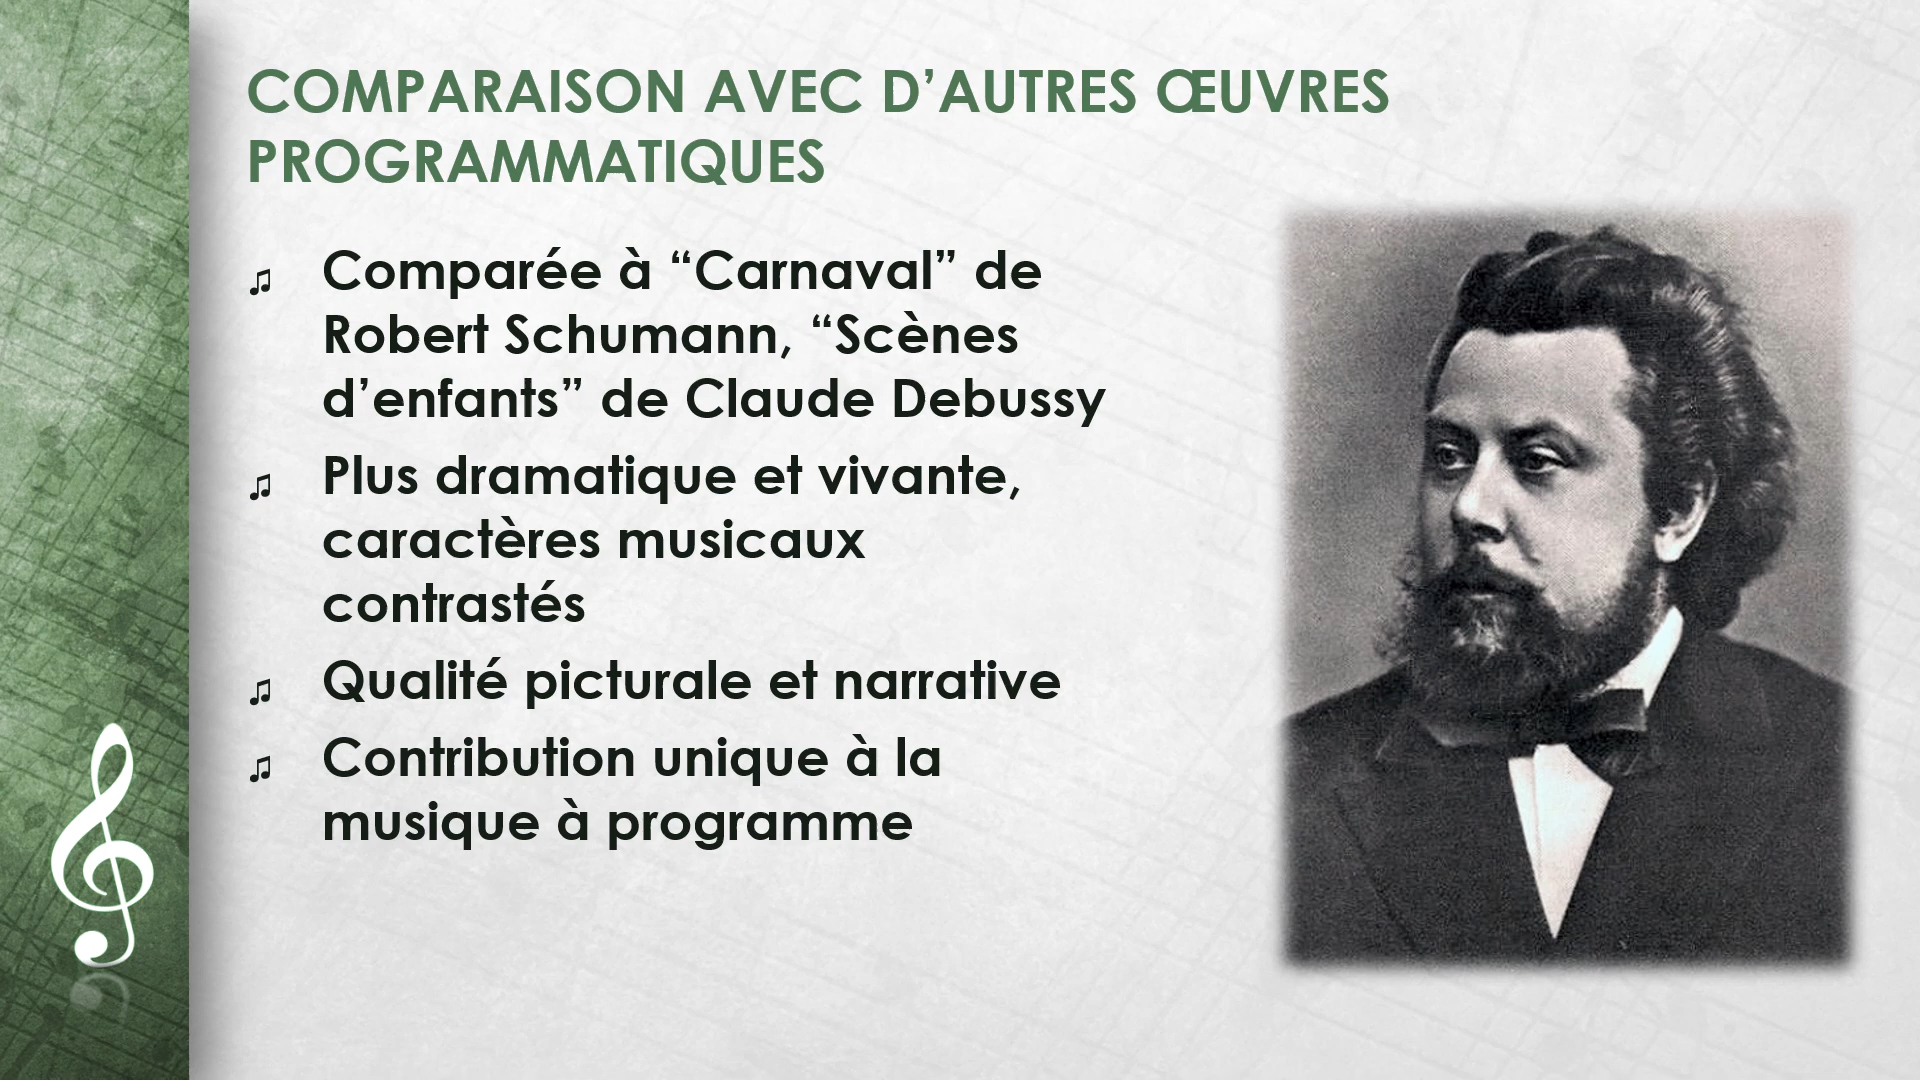 COMPARAISON AVEC D’AUTRES ŒUVRES
PROGRAMMATIQUES
♫ Comparée à “Carnaval” de
Robert Schumann, “Scènes
d’enfants” de Claude Debussy
♫ Plus dramatique et vivante,
caractères musicaux
contrastés
♫ Qualité picturale et narrative
♫ Contribution unique à la
musique à programme